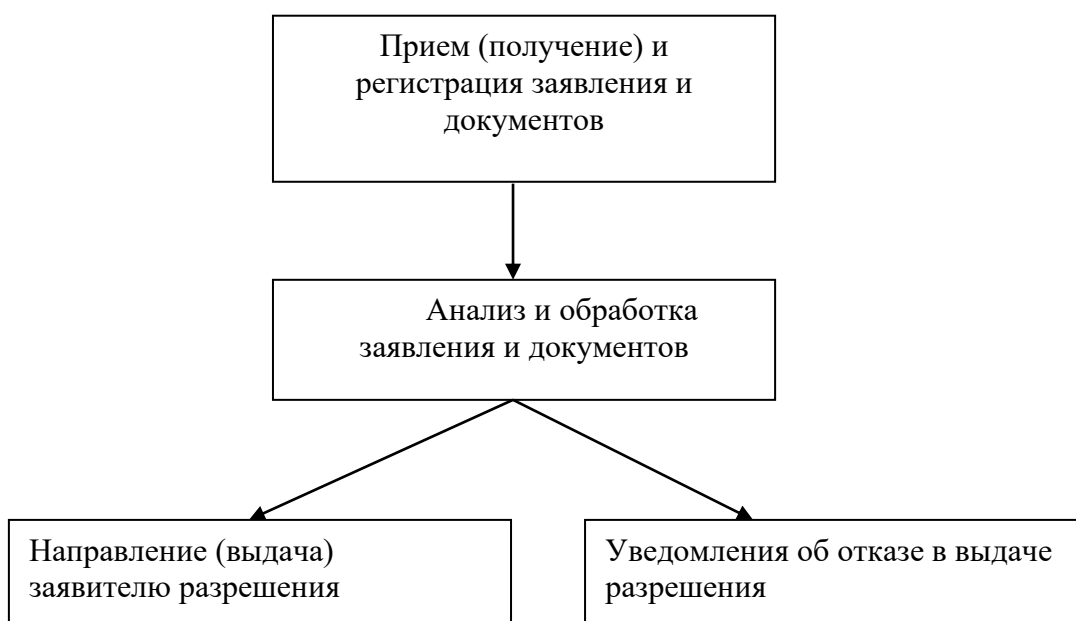 Прием (получение) и
регистрация заявления и
документов
Анализ и обработка
заявления и документов
Направление (выдача)
заявителю разрешения
Уведомления об отказе в выдаче
разрешения